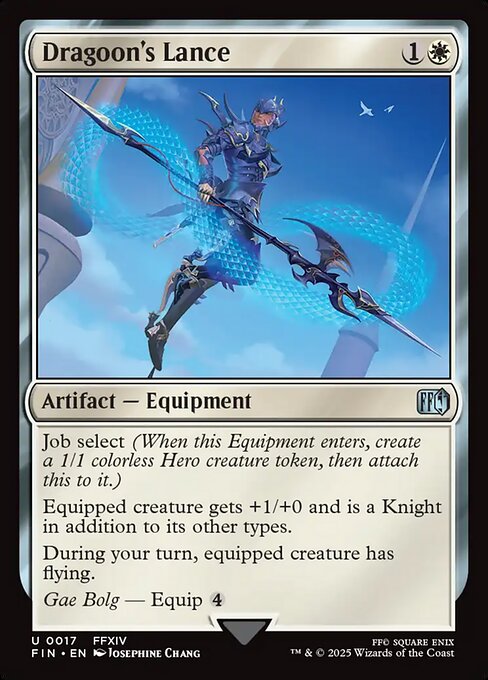 Dragoon's Lance 1
Artifact — Equipment
FFC
Job select (When this Equipment enters, create
a 1/1 colorless Hero creature token, then attach
this to it.)
Equipped creature gets +1/+0 and is a Knight
in addition to its other types.
During your turn, equipped creature has
flying.
Gae Bolg — Equip 4
U 0017 FFXIV
FIN • EN Josephine Chang
FF© SQUARE ENIX
™ & © 2025 Wizards of the Coast